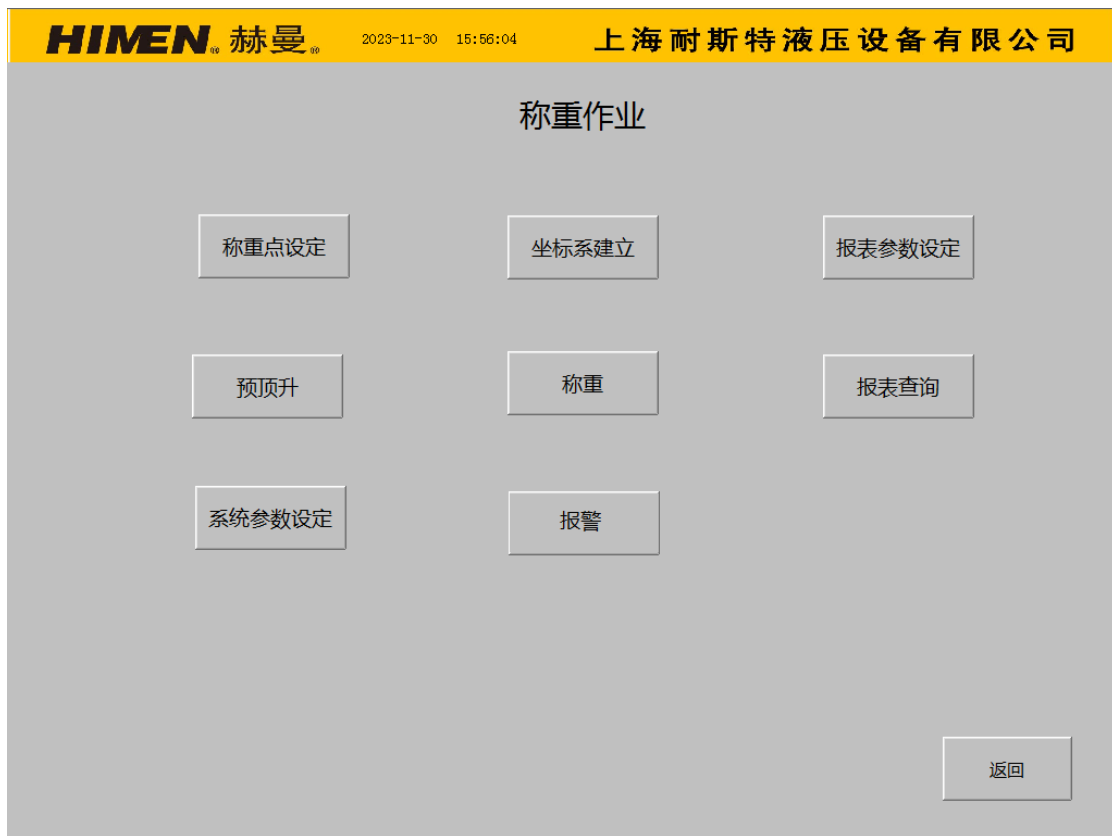 HIMEN® 赫曼® 2023-11-30 15:56:04 上海耐斯特液压设备有限公司
称重作业
称重点设定 坐标系建立 报表参数设定
预顶升 称重 报表查询
系统参数设定 报警
返回